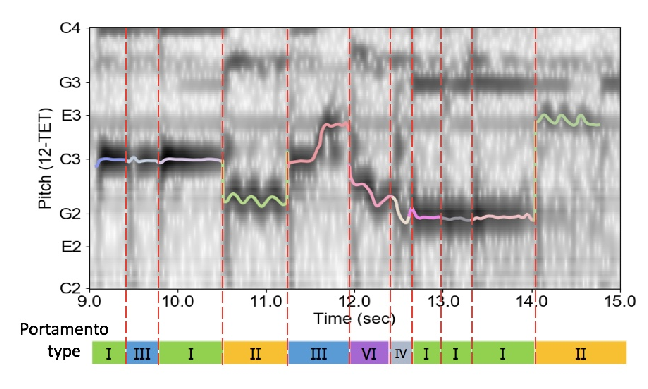 C4
G3
E3
C3
G2
E2
C2
Pitch (12-TET)
9.0 10.0 11.0 12.0 13.0 14.0 15.0
Time (sec)
Portamento
type
I III I II III VI IV I I I II